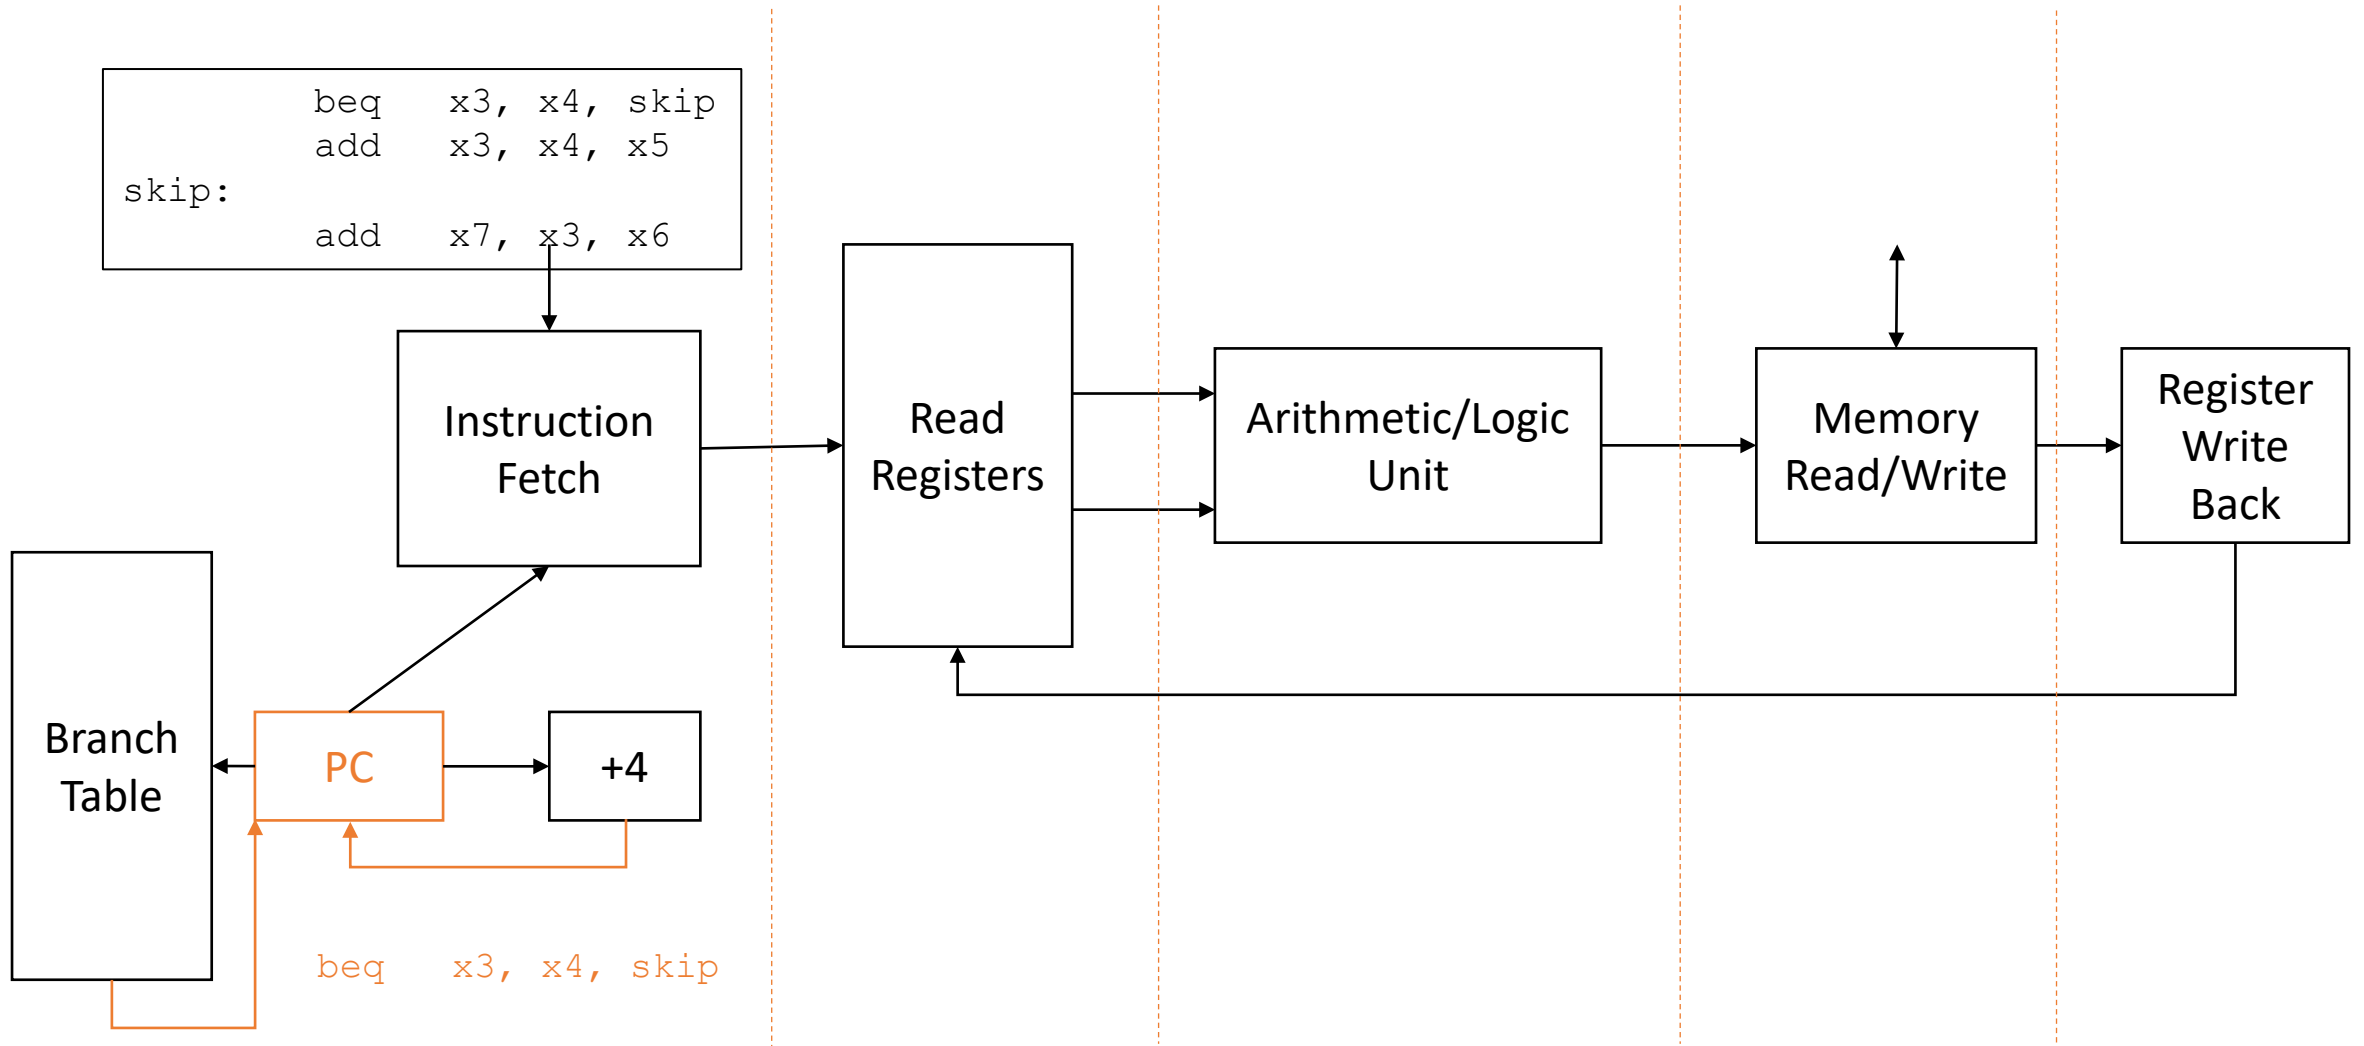 beq x3, x4, skip
add x3, x4, x5
skip:
add x7, x3, x6
Instruction
Fetch
Read
Registers
Arithmetic/Logic
Unit
Memory
Read/Write
Register
Write
Back
Branch
Table
PC
+4
beq x3, x4, skip